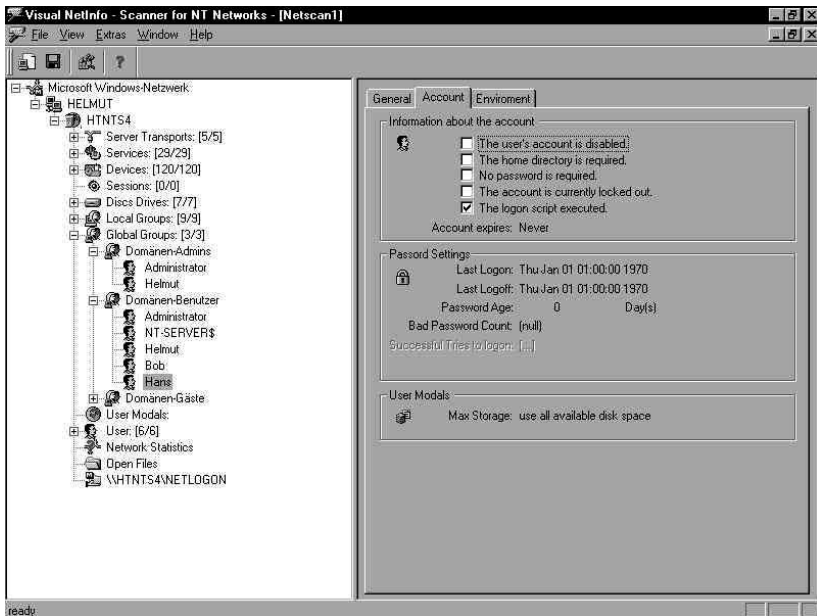 Visual NetInfo - Scanner for NT Networks - [Netscan1]
File View Extras Window Help
Microsoft Windows-Netzwerk
HELMUT
HTNTS4
Server Transports: [5/5]
Services: [29/29]
Devices: [120/120]
Sessions: [0/0]
Discs Drives: [7/7]
Local Groups: [9/9]
Global Groups: [3/3]
Domänen-Admins
Administrator
Helmut
Domänen-Benutzer
Administrator
NT-SERVER$
Helmut
Bob
Hans
Domänen-Gäste
User Modals:
User: [6/6]
Network Statistics
Open Files
\\HTNTS4\NETLOGON
General Account Enviroment
Information about the account
The user's account is disabled.
The home directory is required.
No password is required.
The account is currently locked out.
The logon script executed.
Account expires: Never
Passord Settings
Last Logon: Thu Jan 01 01:00:00 1970
Last Logoff: Thu Jan 01 01:00:00 1970
Password Age: 0 Day(s)
Bad Password Count: (null)
Successful Tries to logon: [...]
User Modals
Max Storage: use all available disk space
ready